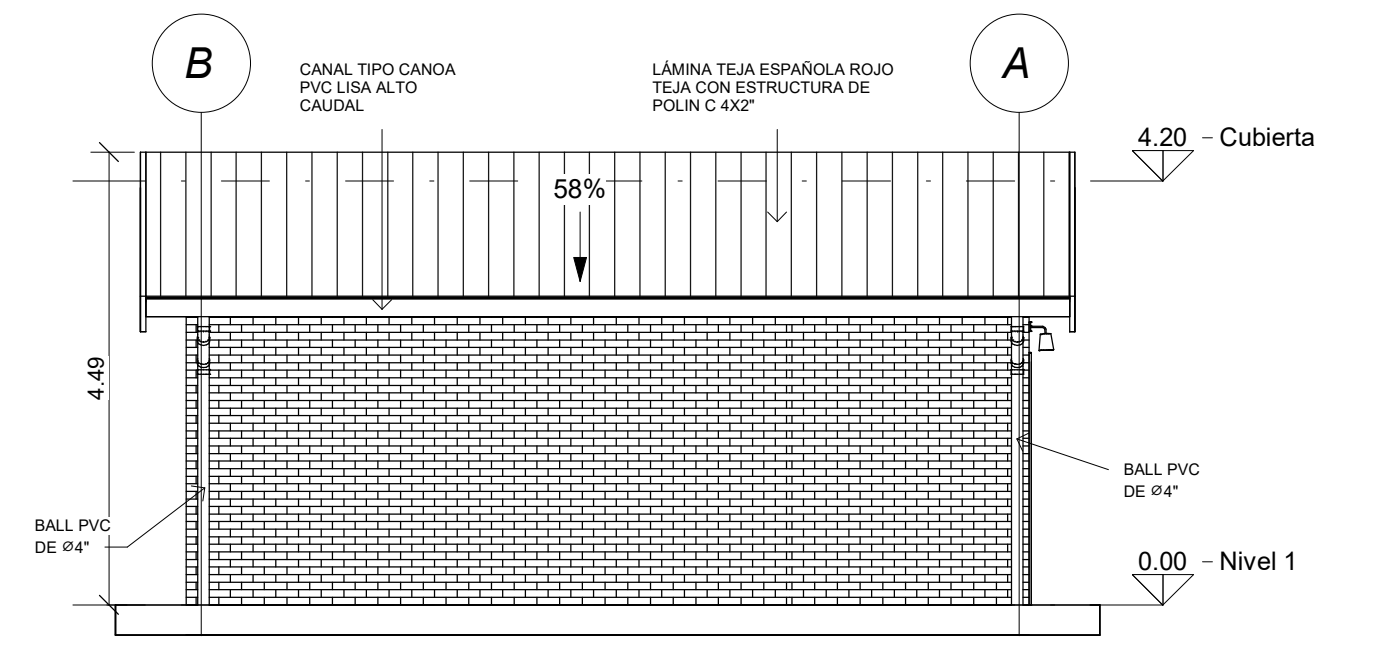 B
A
CANAL TIPO CANOA
PVC LISA ALTO
CAUDAL
LÁMINA TEJA ESPAÑOLA ROJO
TEJA CON ESTRUCTURA DE
POLIN C 4X2"
4.20 - Cubierta
58%
4.49
BALL PVC
DE Ø4"
BALL PVC
DE Ø4"
0.00 - Nivel 1